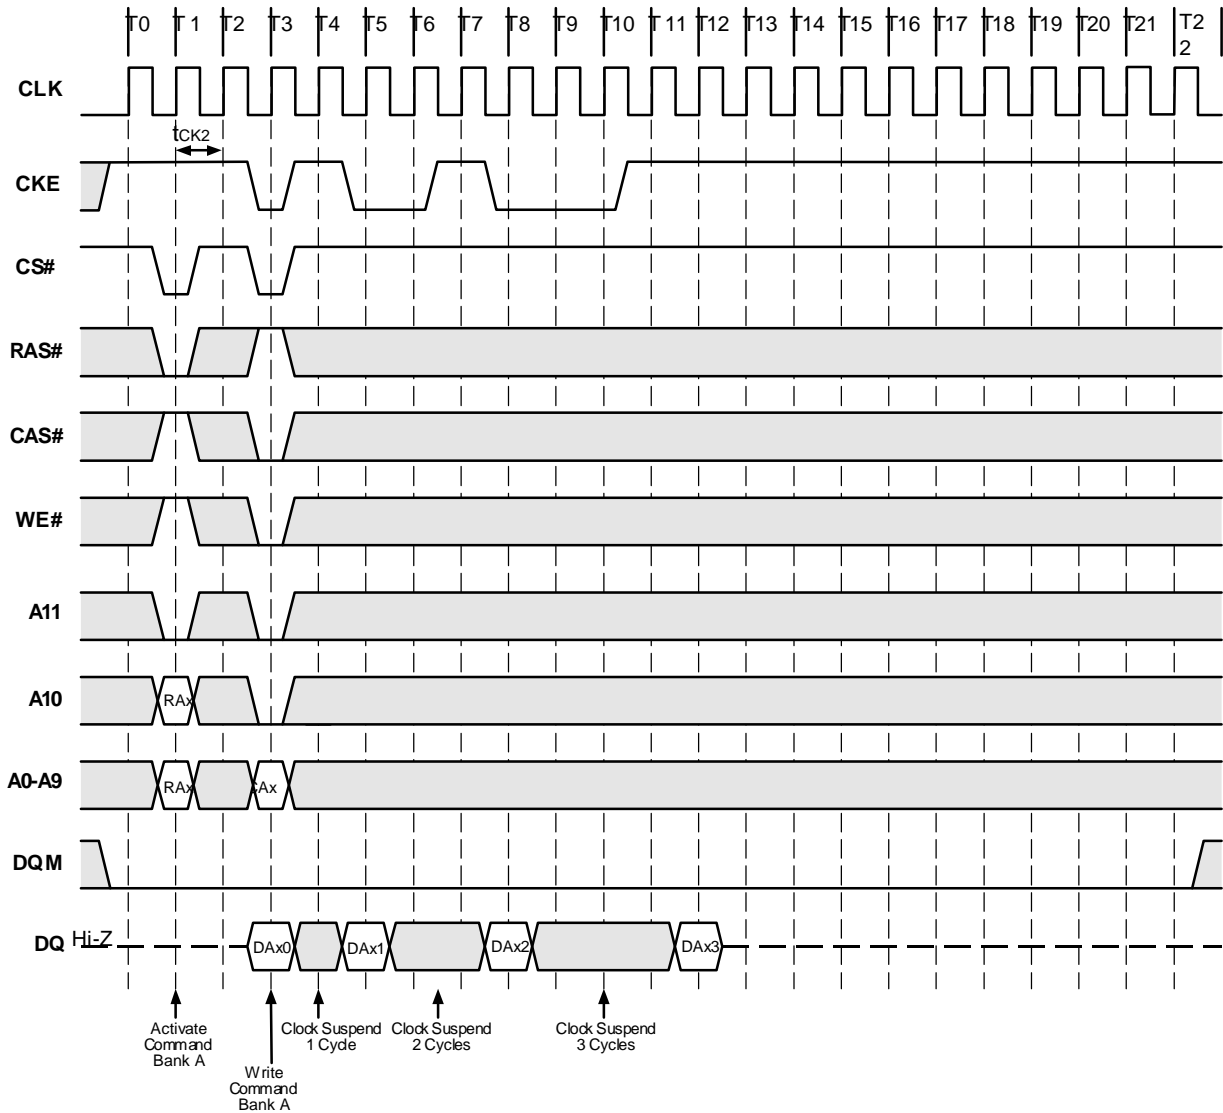 T0 T 1 T2 T3 T4 T5 T6 T7 T8 T9 T10 T 11 T12 T13 T14 T15 T16 T17 T18 T19 T20 T21 T2
2
CLK
tCK2
CKE
CS#
RAS#
CAS#
WE#
A11
A10 RAx
A0-A9 RAx CAx
DQM
DQ Hi-Z DAx0 DAx1 DAx2 DAx3
Activate
Command
Bank A
Write
Command
Bank A
Clock Suspend
1 Cycle
Clock Suspend
2 Cycles
Clock Suspend
3 Cycles